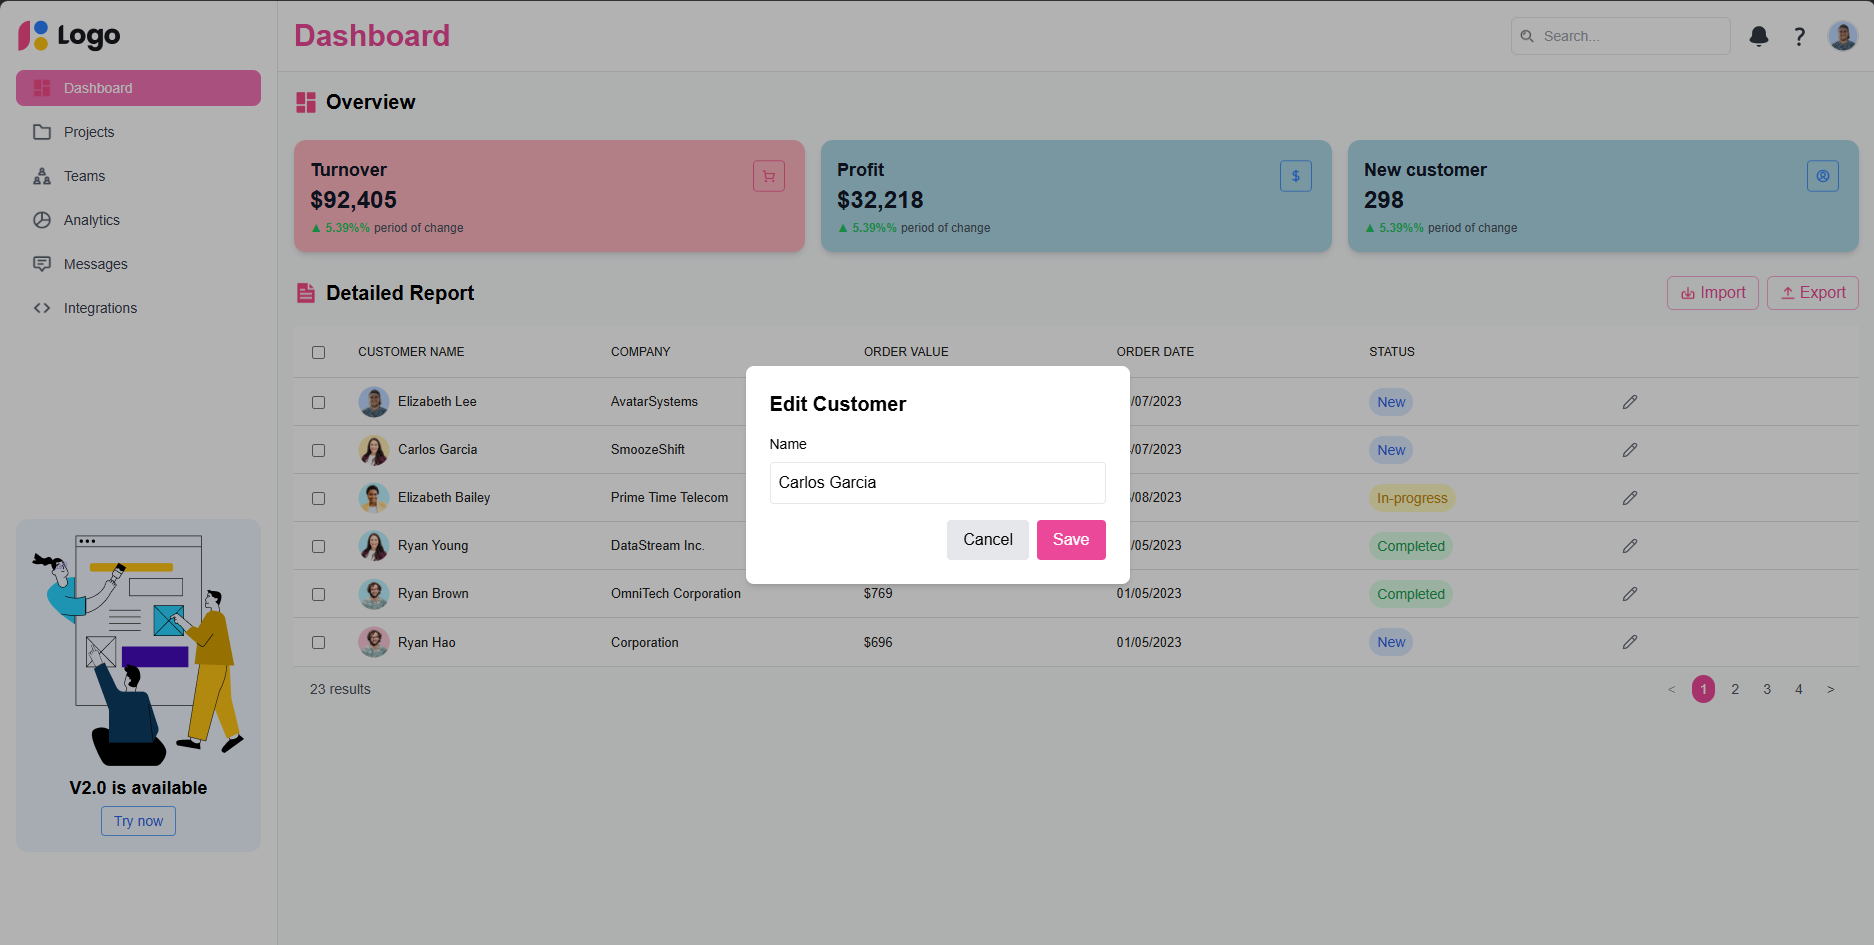 Logo
Dashboard
Search...
?
Dashboard
Projects
Teams
Analytics
Messages
Integrations
V2.0 is available
Try now
Overview
Turnover
$92,405
▲ 5.39%% period of change
Profit
$32,218
▲ 5.39%% period of change
$
New customer
298
▲ 5.39%% period of change
Detailed Report
Import
Export
CUSTOMER NAME COMPANY ORDER VALUE ORDER DATE STATUS
Elizabeth Lee AvatarSystems /07/2023 New
Carlos Garcia SmoozeShift /07/2023 New
Elizabeth Bailey Prime Time Telecom /08/2023 In-progress
Ryan Young DataStream Inc. /05/2023 Completed
Ryan Brown OmniTech Corporation $769 01/05/2023 Completed
Ryan Hao Corporation $696 01/05/2023 New
23 results
< 1 2 3 4 >
Edit Customer
Name
Carlos Garcia
Cancel
Save